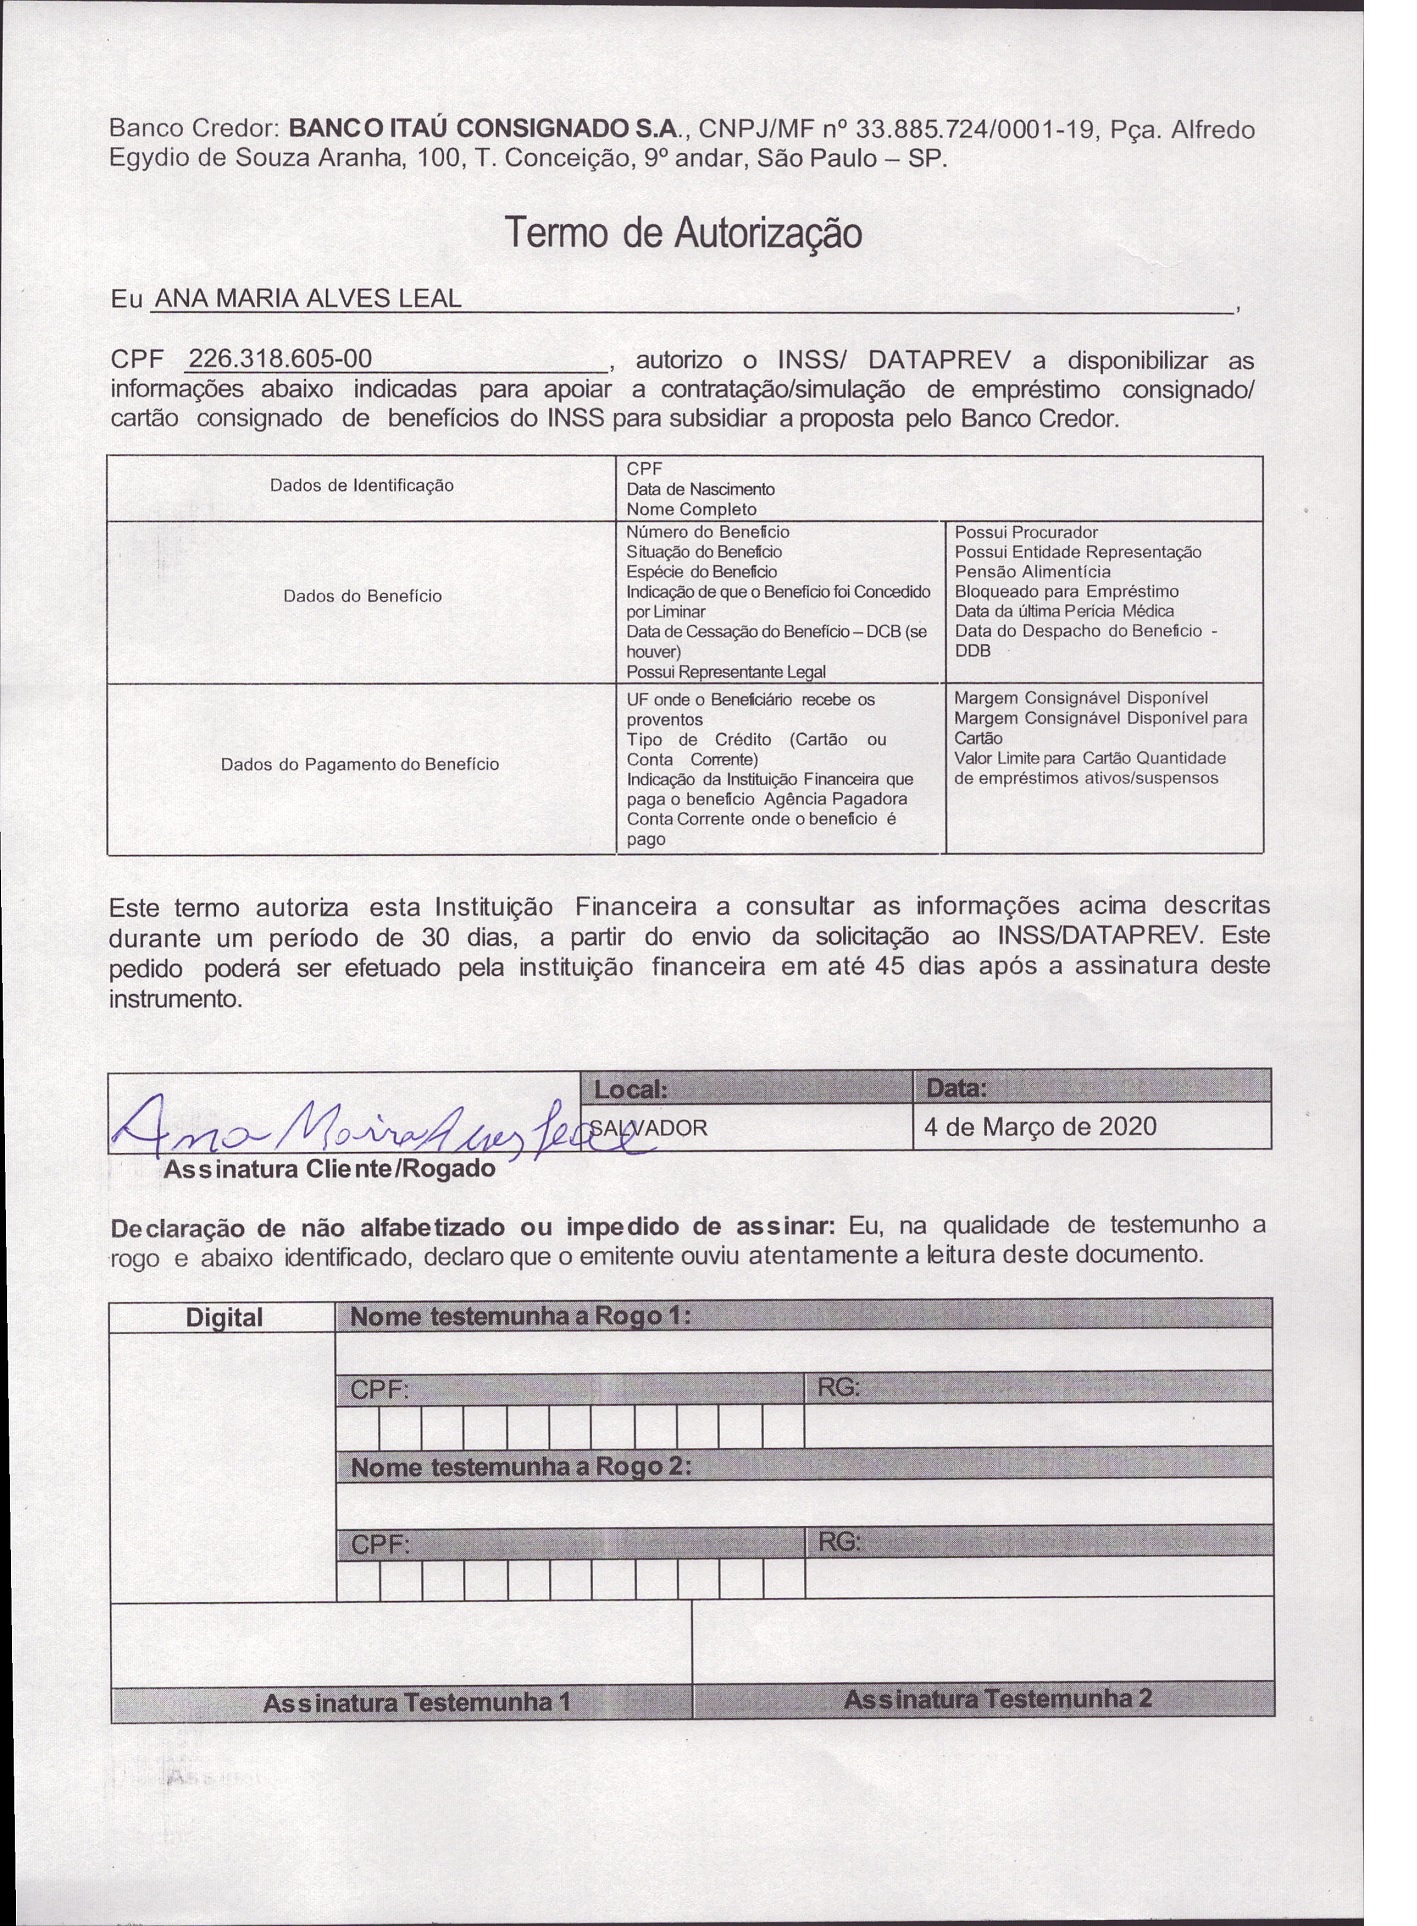 Banco Credor: BANCO ITAÚ CONSIGNADO S.A., CNPJ/MF nº 33.885.724/0001-19, Pça. Alfredo
Egydio de Souza Aranha, 100, T. Conceição, 9º andar, São Paulo – SP.
Termo de Autorização
Eu ANA MARIA ALVES LEAL,
CPF 226.318.605-00, autorizo o INSS/ DATAPREV a disponibilizar as
informações abaixo indicadas para apoiar a contratação/simulação de empréstimo consignado/
cartão consignado de benefícios do INSS para subsidiar a proposta pelo Banco Credor.
Dados de Identificação
CPF
Data de Nascimento
Nome Completo
Dados do Benefício
Número do Benefício
Situação do Benefício
Espécie do Benefício
Indicação de que o Benefício foi Concedido
por Liminar
Data de Cessação do Benefício – DCB (se
houver)
Possui Representante Legal
Possui Procurador
Possui Entidade Representação
Pensão Alimentícia
Bloqueado para Empréstimo
Data da última Perícia Médica
Data do Despacho do Benefício -
DDB
Dados do Pagamento do Benefício
UF onde o Beneficiário recebe os
proventos
Tipo de Crédito (Cartão ou
Conta Corrente)
Indicação da Instituição Financeira que
paga o benefício Agência Pagadora
Conta Corrente onde o benefício é
pago
Margem Consignável Disponível
Margem Consignável Disponível para
Cartão
Valor Limite para Cartão Quantidade
de empréstimos ativos/suspensos
Este termo autoriza esta Instituição Financeira a consultar as informações acima descritas
durante um período de 30 dias, a partir do envio da solicitação ao INSS/DATAPREV. Este
pedido poderá ser efetuado pela instituição financeira em até 45 dias após a assinatura deste
instrumento.
Local:
Data:
Ana Maria Alves Leal
SALVADOR
4 de Março de 2020
Assinatura Cliente/Rogado
Declaração de não alfabetizado ou impedido de assinar: Eu, na qualidade de testemunho a
rogo e abaixo identificado, declaro que o emitente ouviu atentamente a leitura deste documento.
Digital
Nome testemunha a Rogo 1:
CPF:
RG:
Nome testemunha a Rogo 2:
CPF:
RG:
Assinatura Testemunha 1
Assinatura Testemunha 2